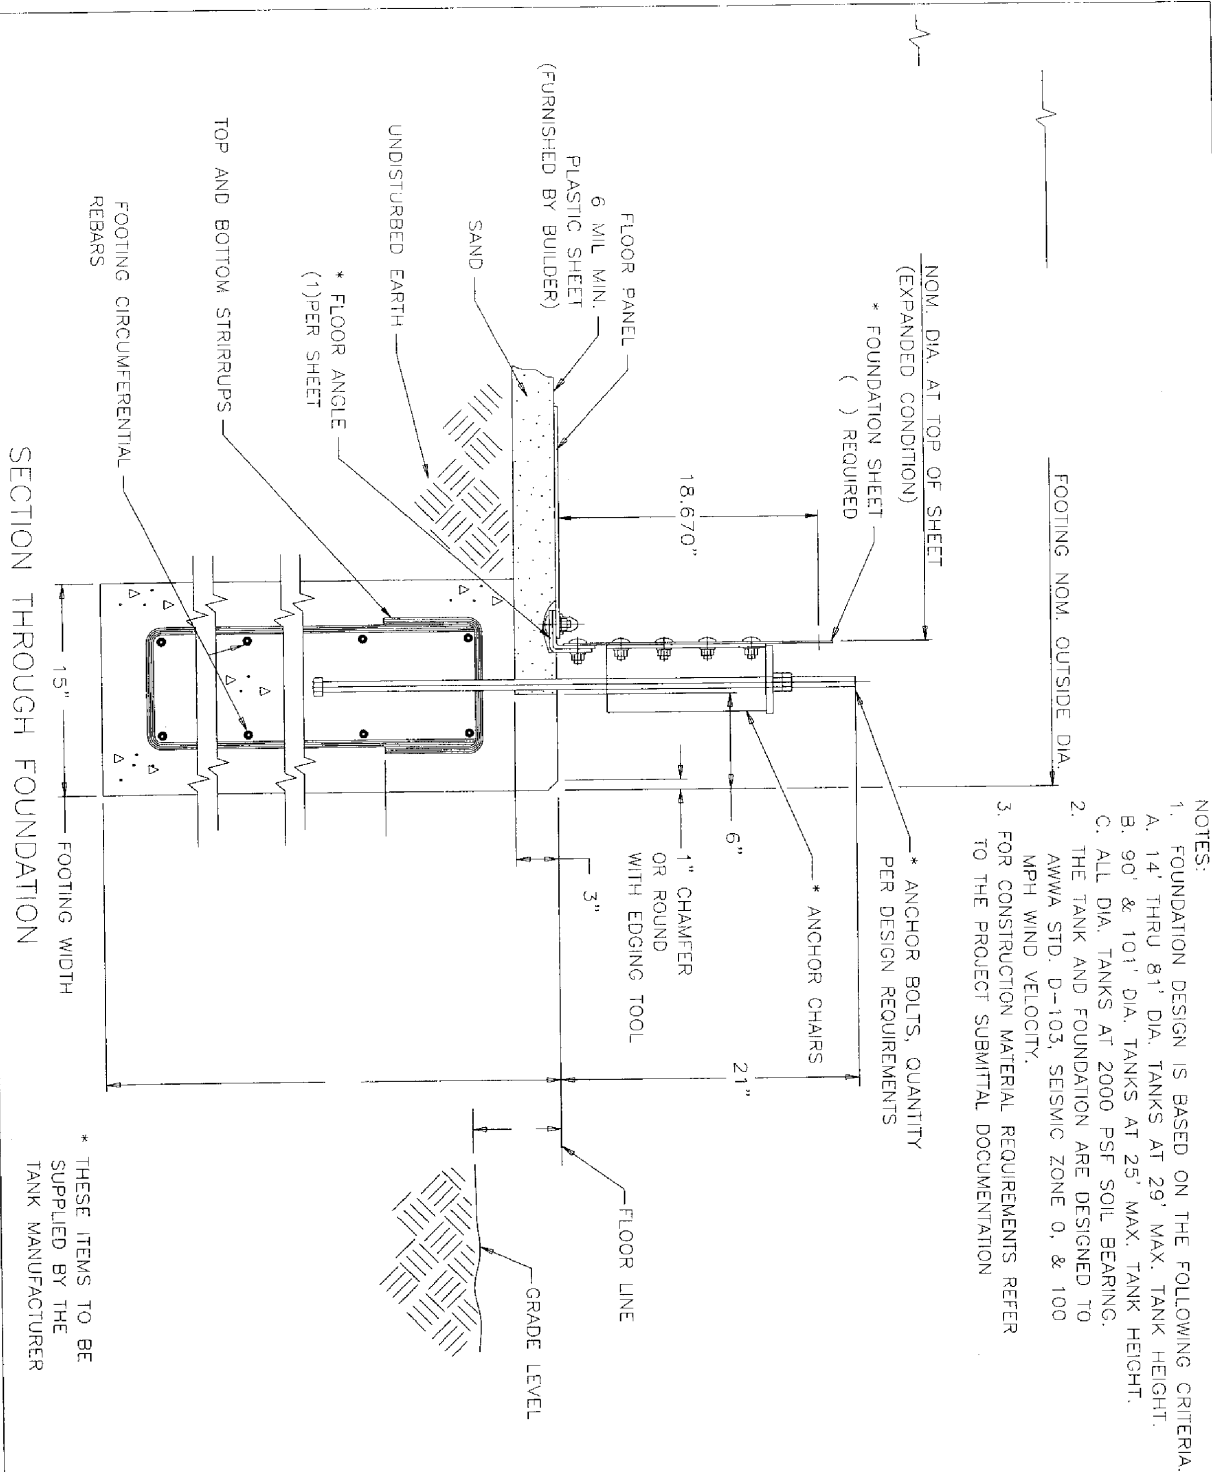 FOOTING NOM. OUTSIDE DIA.
NOM. DIA. AT TOP OF SHEET
(EXPANDED CONDITION)
* FOUNDATION SHEET
( ) REQUIRED
18.670"
FLOOR PANEL
6 MIL MIN.
PLASTIC SHEET
(FURNISHED BY BUILDER)
SAND
UNDISTURBED EARTH
* FLOOR ANGLE
(1)PER SHEET
TOP AND BOTTOM STRIRRUPS
FOOTING CIRCUMFERENTIAL
REBARS
15"
FOOTING WIDTH
SECTION THROUGH FOUNDATION
NOTES:
1. FOUNDATION DESIGN IS BASED ON THE FOLLOWING CRITERIA.
A. 14' THRU 81' DIA. TANKS AT 29' MAX. TANK HEIGHT.
B. 90' & 101' DIA. TANKS AT 25' MAX. TANK HEIGHT.
C. ALL DIA. TANKS AT 2000 PSF SOIL BEARING.
2. THE TANK AND FOUNDATION ARE DESIGNED TO
AWWA STD. D-103, SEISMIC ZONE 0, & 100
MPH WIND VELOCITY.
3. FOR CONSTRUCTION MATERIAL REQUIREMENTS REFER
TO THE PROJECT SUBMITTAL DOCUMENTATION
* ANCHOR BOLTS, QUANTITY
PER DESIGN REQUIREMENTS
* ANCHOR CHAIRS
6"
1" CHAMFER
OR ROUND
WITH EDGING TOOL
3"
21"
FLOOR LINE
GRADE LEVEL
* THESE ITEMS TO BE
SUPPLIED BY THE
TANK MANUFACTURER